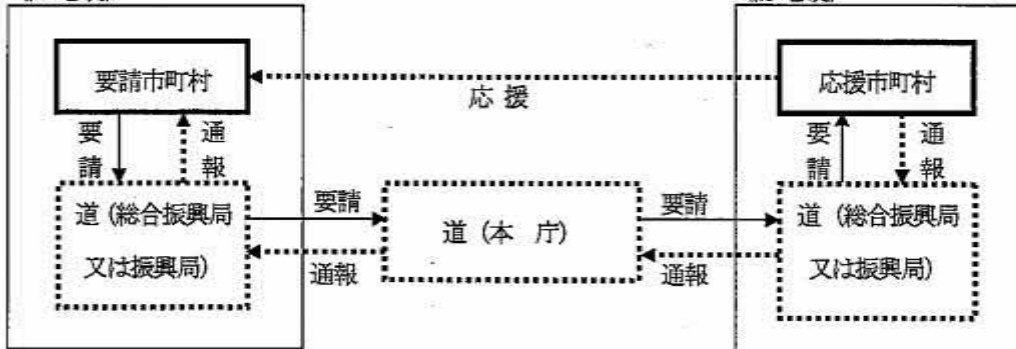 要請市町村
応援市町村
応 援
要請
通報
要請
通報
道（総合振興局
又は振興局）
要請
通報
道（本 庁）
要請
通報
道（総合振興局
又は振興局）